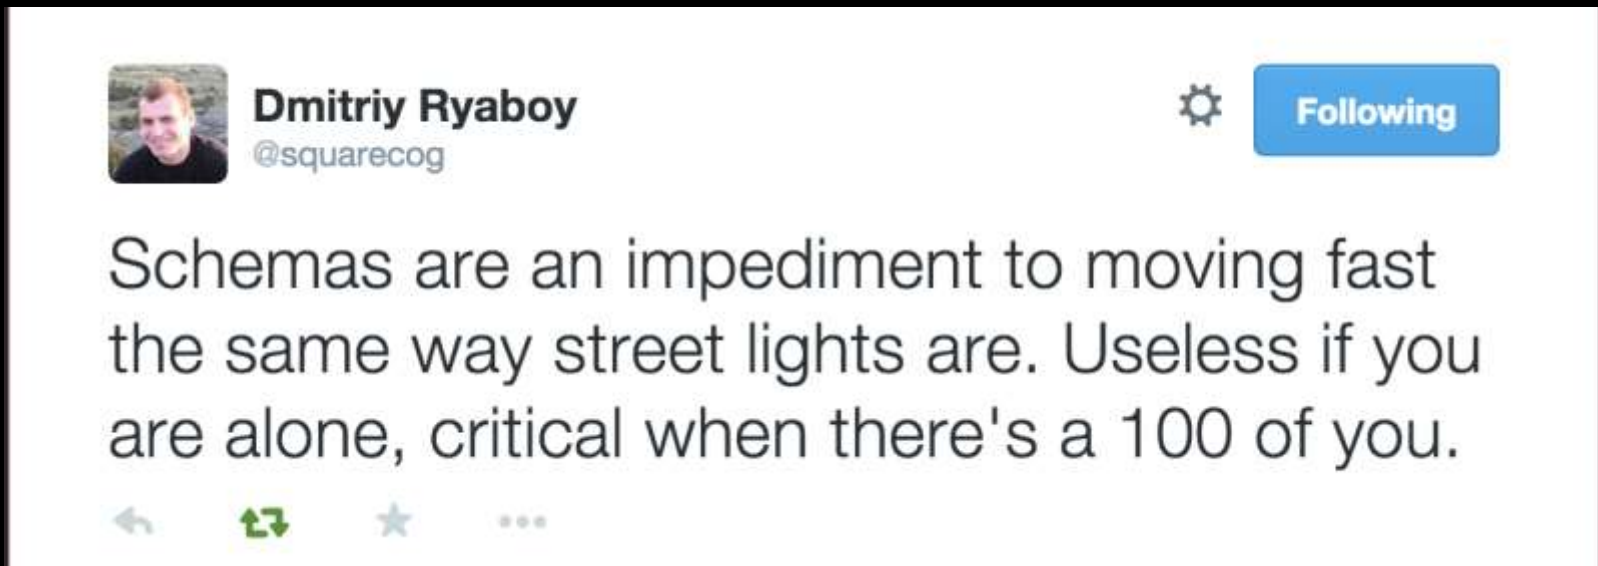 Dmitriy Ryaboy
@squarecog
Following
Schemas are an impediment to moving fast
the same way street lights are. Useless if you
are alone, critical when there's a 100 of you.